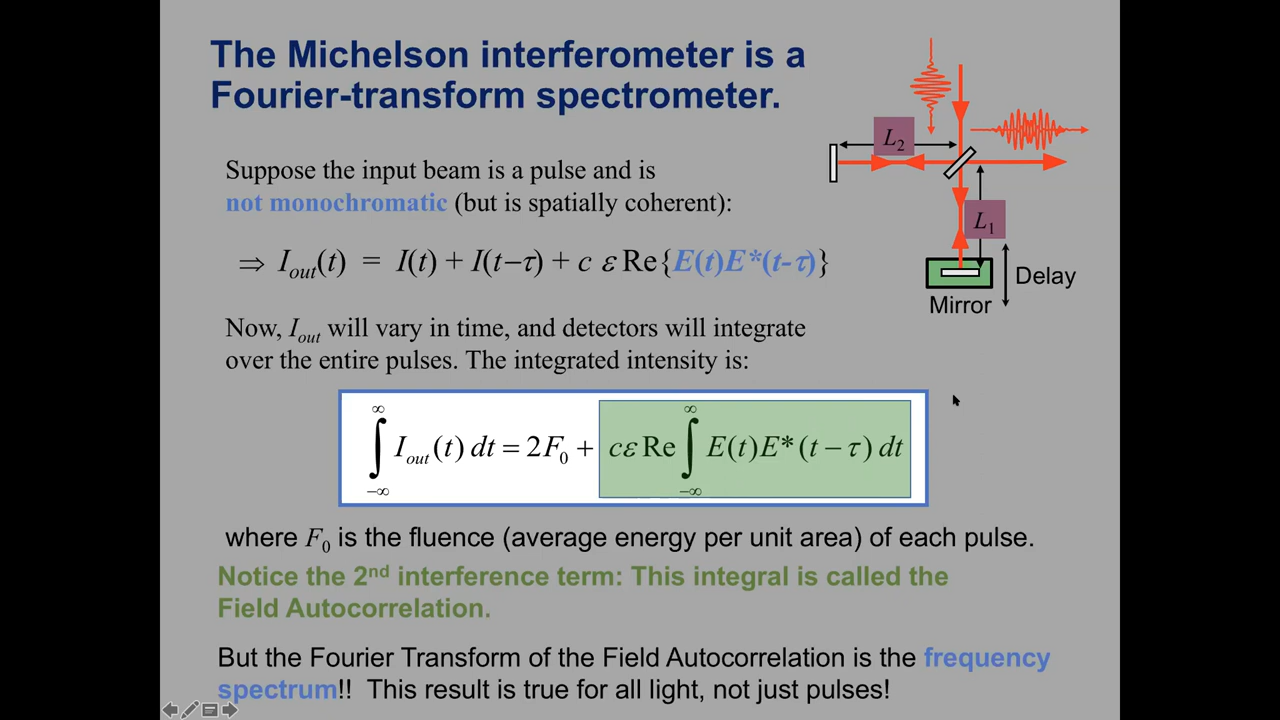 The Michelson interferometer is a
Fourier-transform spectrometer.
Suppose the input beam is a pulse and is
not monochromatic (but is spatially coherent):
⇒ I_out(t) = I(t) + I(t−τ) + c ε Re{E(t)E*(t-τ)}
L₂
L₁
Delay
Mirror
Now, I_out will vary in time, and detectors will integrate
over the entire pulses. The integrated intensity is:
∫_{−∞}^{∞} I_out(t) dt = 2F₀ + cε Re ∫_{−∞}^{∞} E(t)E*(t − τ) dt
where F₀ is the fluence (average energy per unit area) of each pulse.
Notice the 2nd interference term: This integral is called the
Field Autocorrelation.
But the Fourier Transform of the Field Autocorrelation is the frequency
spectrum!! This result is true for all light, not just pulses!